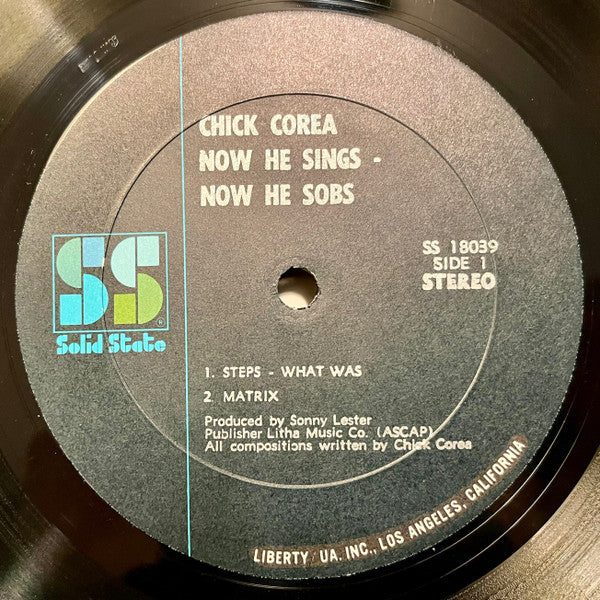 CHICK COREA
NOW HE SINGS -
NOW HE SOBS
SS 18039
SIDE 1
STEREO
SS®
Solid State
1. STEPS - WHAT WAS
2. MATRIX
Produced by Sonny Lester
Publisher Litha Music Co. (ASCAP)
All compositions written by Chick Corea
LIBERTY/UA, INC., LOS ANGELES, CALIFORNIA